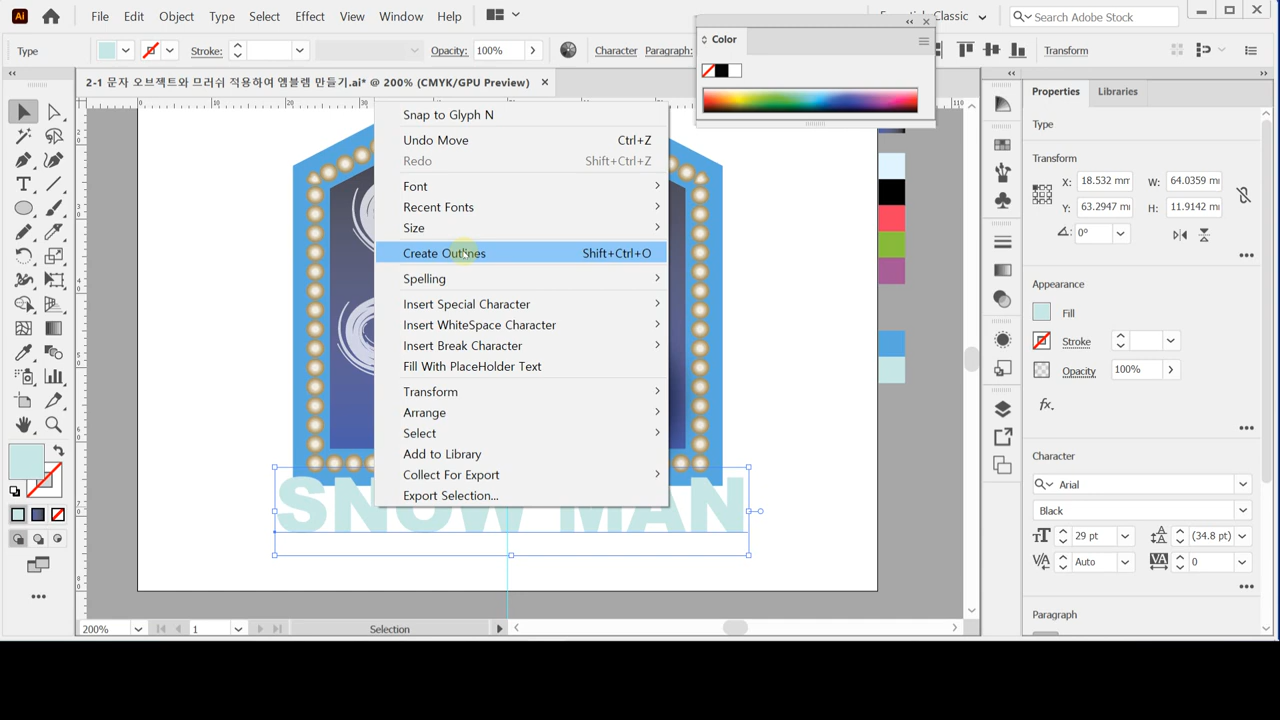 Ai File Edit Object Type Select Effect View Window Help Search Adobe Stock
Type Stroke: Opacity: 100% Character Paragraph: Transform
Color
2-1 문자 오브젝트와 브러쉬 적용하여 엠블렘 만들기.ai* @ 200% (CMYK/GPU Preview)
Properties Libraries
Snap to Glyph N
Undo Move Ctrl+Z
Redo Shift+Ctrl+Z
Font
Recent Fonts
Size
Create Outlines Shift+Ctrl+O
Spelling
Insert Special Character
Insert WhiteSpace Character
Insert Break Character
Fill With PlaceHolder Text
Transform
Arrange
Select
Add to Library
Collect For Export
Export Selection...
SNOW MAN
Type
Transform
X: 18.532 mm W: 64.0359 m
Y: 63.2947 m H: 11.9142 m
0°
Appearance
Fill
Stroke
Opacity 100%
fx.
Character
Arial
Black
29 pt (34.8 pt)
Auto 0
Paragraph
200% 1 Selection